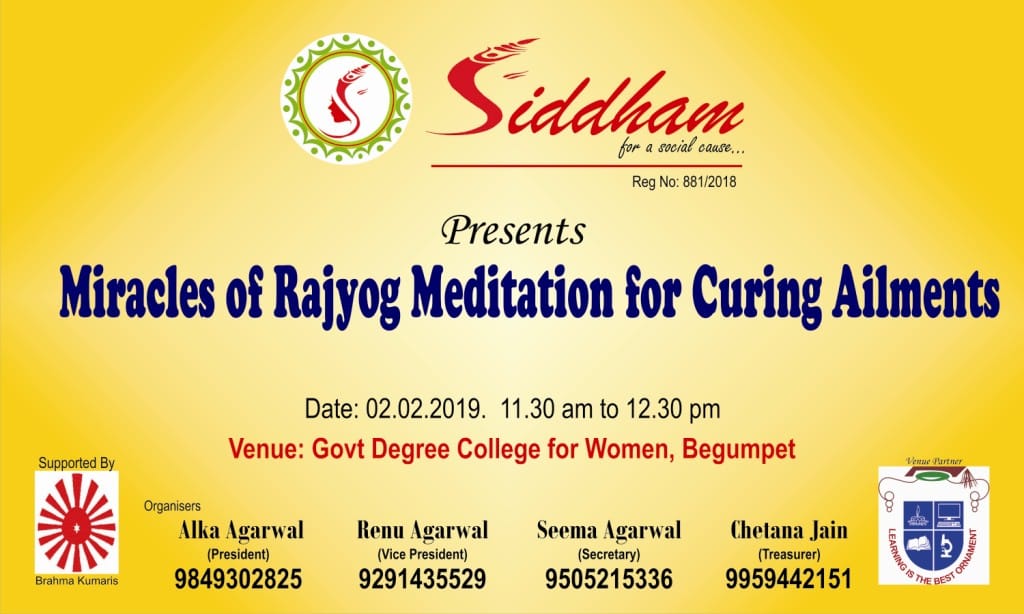 Siddham
for a social cause...
Reg No: 881/2018
Presents
Miracles of Rajyog Meditation for Curing Ailments
Date: 02.02.2019. 11.30 am to 12.30 pm
Venue: Govt Degree College for Women, Begumpet
Supported By
Brahma Kumaris
Organisers
Alka Agarwal
(President)
9849302825
Renu Agarwal
(Vice President)
9291435529
Seema Agarwal
(Secretary)
9505215336
Chetana Jain
(Treasurer)
9959442151
Venue Partner
LEARNING IS THE BEST ORNAMENT